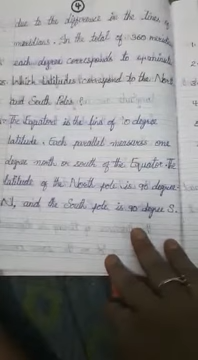 4
due to the difference in the times of
meridians. In the total of 360 meridi
each degree corresponds to 4 minutes
Which latitudes correspond to the North
and South Poles
The Equator is the line of 0 degree
latitude. Each parallel measures one
degree north or south of the Equator. The
latitude of the North pole is 90 degree
N, and the South pole is 90 degree S.